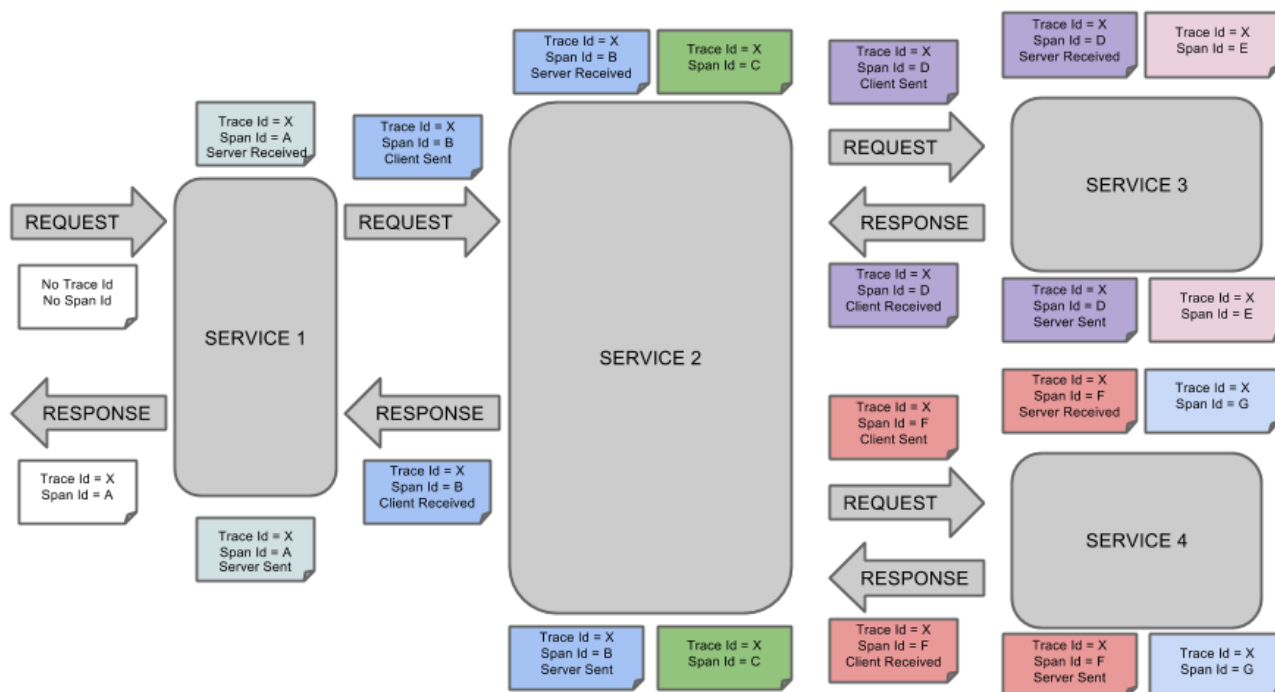 Trace Id = X
Span Id = D
Server Received
Trace Id = X
Span Id = E
Trace Id = X
Span Id = B
Server Received
Trace Id = X
Span Id = C
Trace Id = X
Span Id = D
Client Sent
Trace Id = X
Span Id = A
Server Received
Trace Id = X
Span Id = B
Client Sent
REQUEST
SERVICE 3
REQUEST
REQUEST
RESPONSE
No Trace Id
No Span Id
Trace Id = X
Span Id = D
Client Received
Trace Id = X
Span Id = D
Server Sent
Trace Id = X
Span Id = E
SERVICE 1
SERVICE 2
RESPONSE
RESPONSE
Trace Id = X
Span Id = F
Client Sent
Trace Id = X
Span Id = F
Server Received
Trace Id = X
Span Id = G
Trace Id = X
Span Id = A
Trace Id = X
Span Id = B
Client Received
REQUEST
SERVICE 4
Trace Id = X
Span Id = A
Server Sent
RESPONSE
Trace Id = X
Span Id = B
Server Sent
Trace Id = X
Span Id = C
Trace Id = X
Span Id = F
Client Received
Trace Id = X
Span Id = F
Server Sent
Trace Id = X
Span Id = G